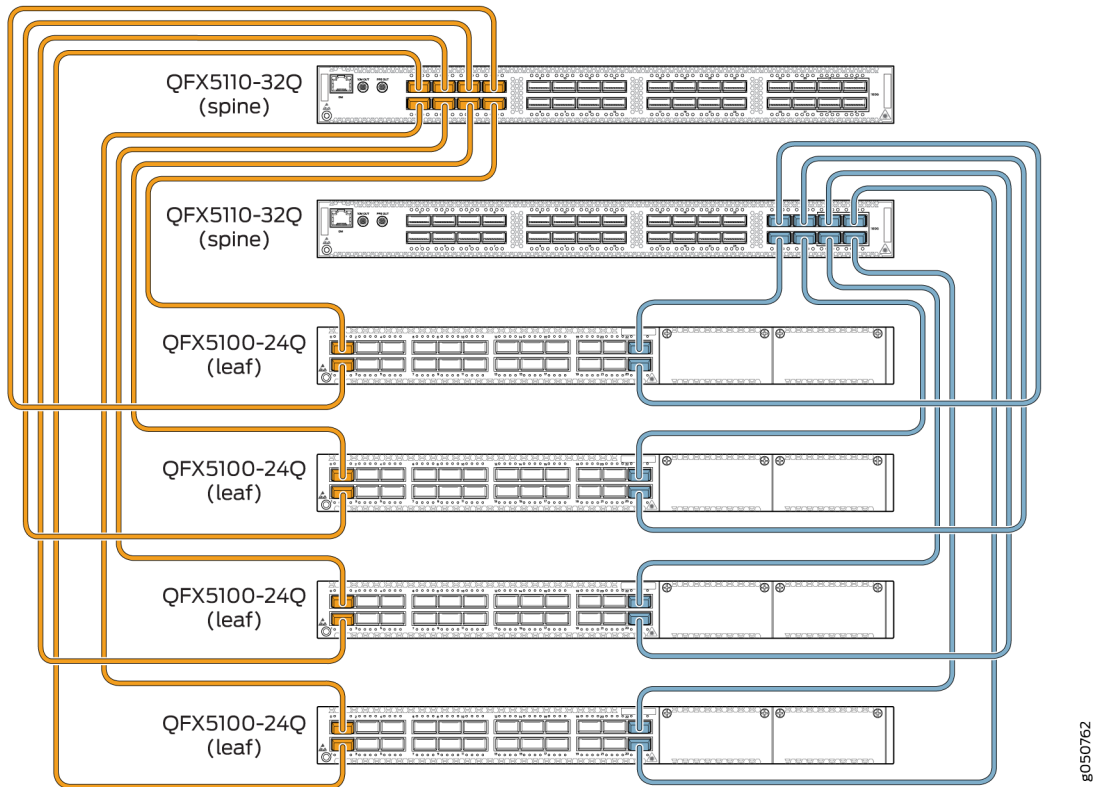 QFX5110-32Q
(spine)
QFX5110-32Q
(spine)
QFX5100-24Q
(leaf)
QFX5100-24Q
(leaf)
QFX5100-24Q
(leaf)
QFX5100-24Q
(leaf)
g050762